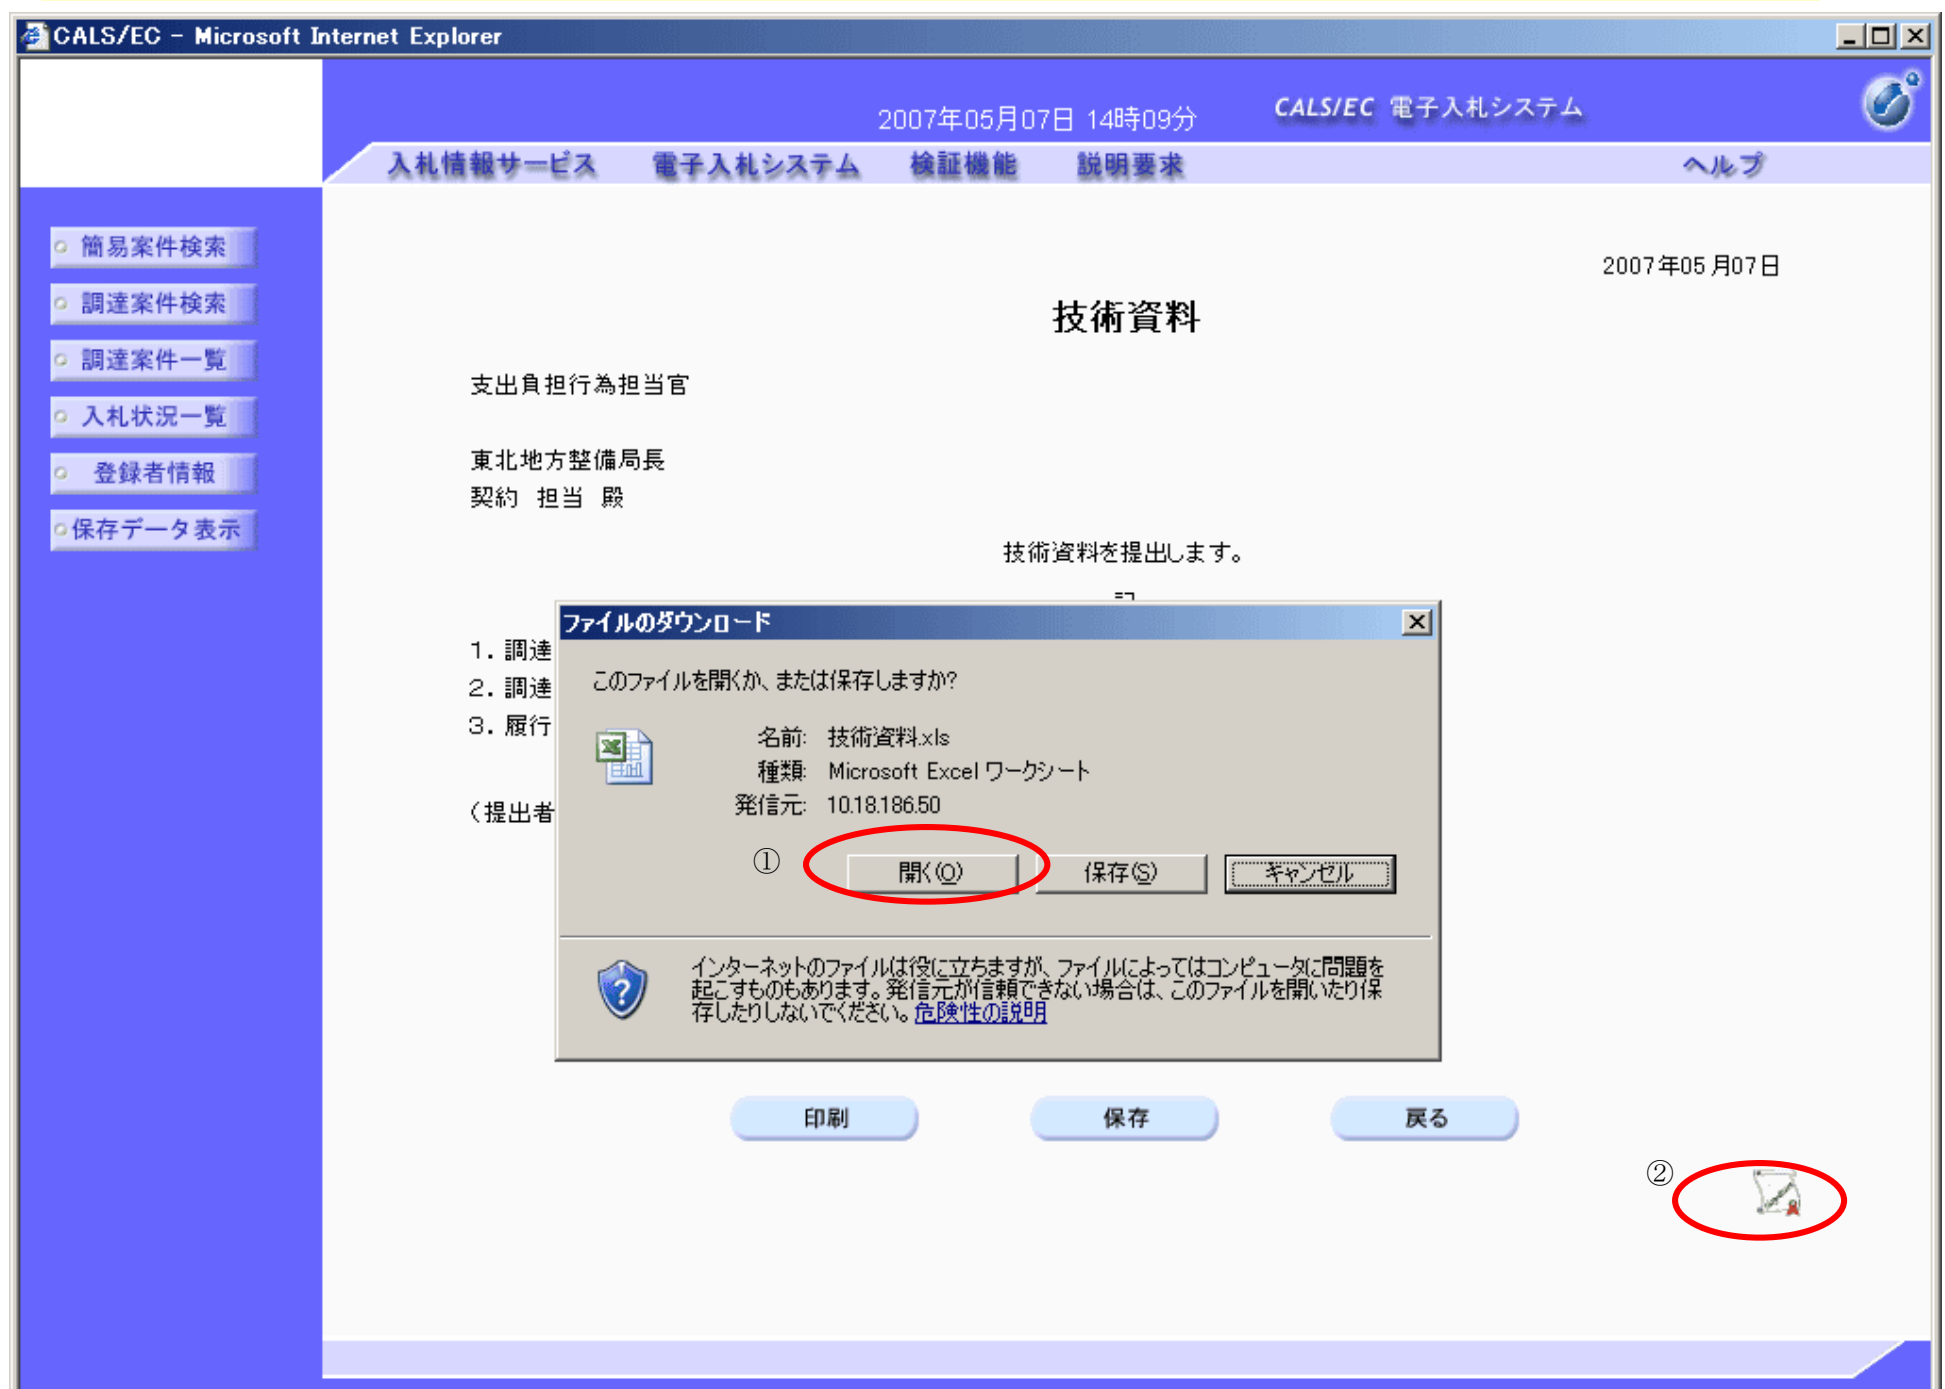 CALS/EC - Microsoft Internet Explorer
2007年05月07日 14時09分
CALS/EC 電子入札システム
入札情報サービス 電子入札システム 検証機能 説明要求 ヘルプ
簡易案件検索
調達案件検索
調達案件一覧
入札状況一覧
登録者情報
保存データ表示
2007年05月07日
技術資料
支出負担行為担当官
東北地方整備局長
契約 担当 殿
技術資料を提出します。
1. 調達
2. 調達
3. 履行
(提出者
ファイルのダウンロード
このファイルを開くか、または保存しますか?
名前: 技術資料.xls
種類: Microsoft Excel ワークシート
発信元: 10.18.186.50
① 開く(O) 保存(S) キャンセル
インターネットのファイルは役に立ちますが、ファイルによってはコンピュータに問題を
起こすものもあります。発信元が信頼できない場合は、このファイルを開いたり保
存したりしないでください。危険性の説明
印刷 保存 戻る
②